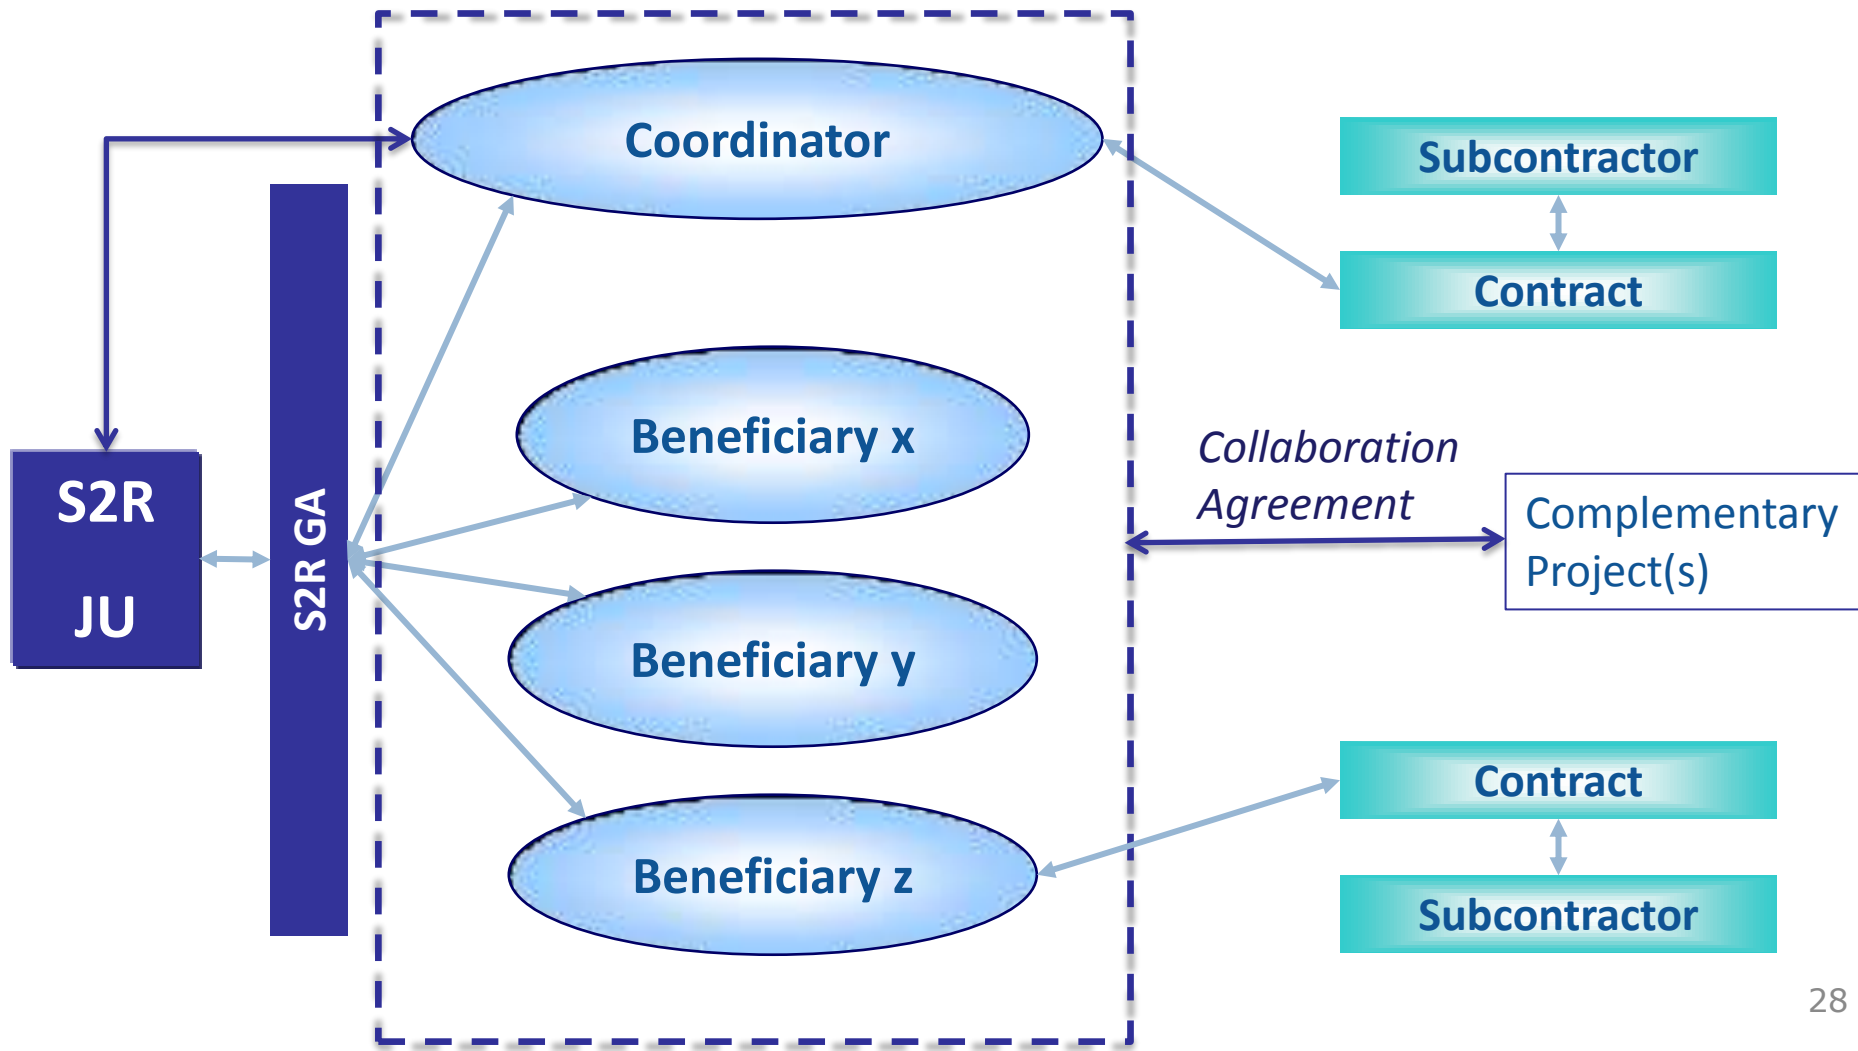 Coordinator
Subcontractor
Contract
Beneficiary x
Collaboration
Agreement
S2R
JU
S2R GA
Complementary
Project(s)
Beneficiary y
Contract
Beneficiary z
Subcontractor
28